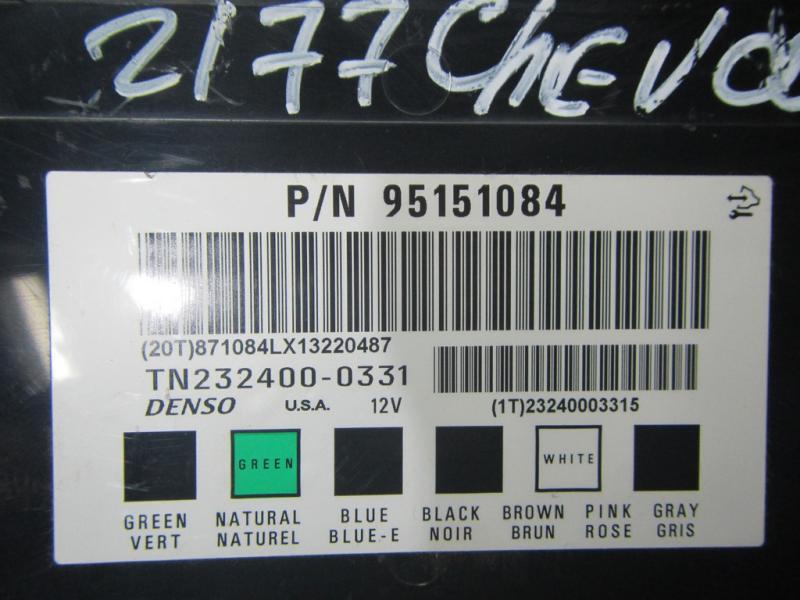 2177 CHEVO
P/N 95151084
(20T)871084LX13220487
TN232400-0331
DENSO U.S.A. 12V (1T)23240003315
GREEN WHITE
GREEN NATURAL BLUE BLACK BROWN PINK GRAY
VERT NATUREL BLUE-E NOIR BRUN ROSE GRIS